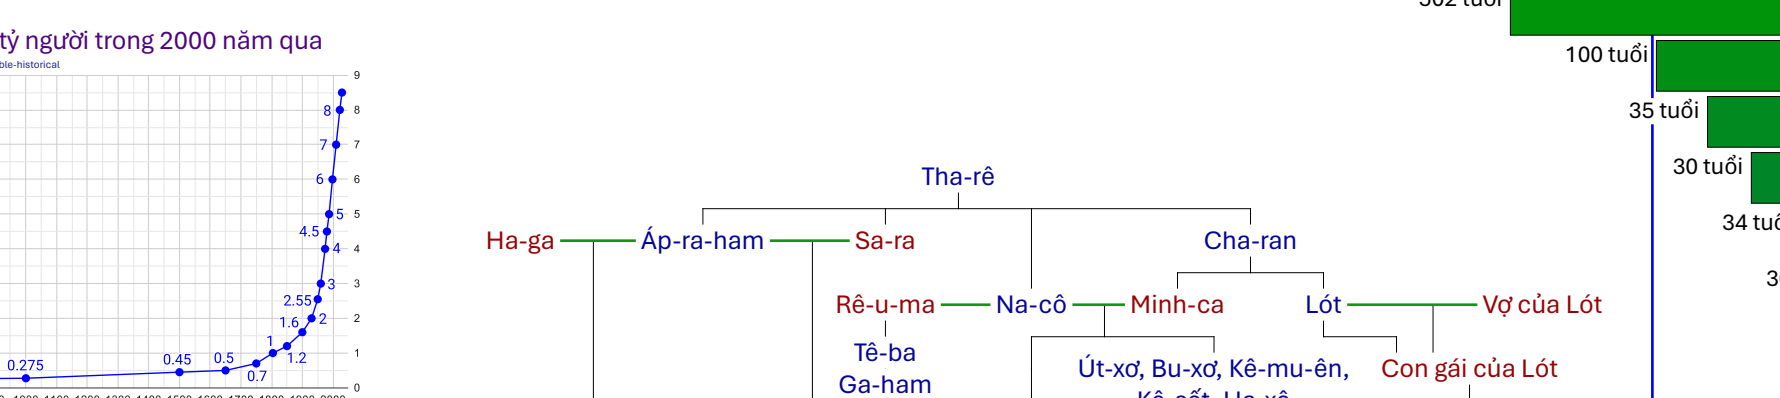 tỷ người trong 2000 năm qua
ble-historical
9
8
7
6
5
4
3
2
1
0
8
7
6
5
4.5
4
3
2.55
2
1.6
1.2
1
0.7
0.5
0.45
0.275
Tha-rê
Ha-ga Áp-ra-ham Sa-ra Cha-ran
Rê-u-ma Na-cô Minh-ca Lót Vợ của Lót
Tê-ba
Ga-ham
Út-xơ, Bu-xơ, Kê-mu-ên,
Con gái của Lót
100 tuổi
35 tuổi
30 tuổi
34